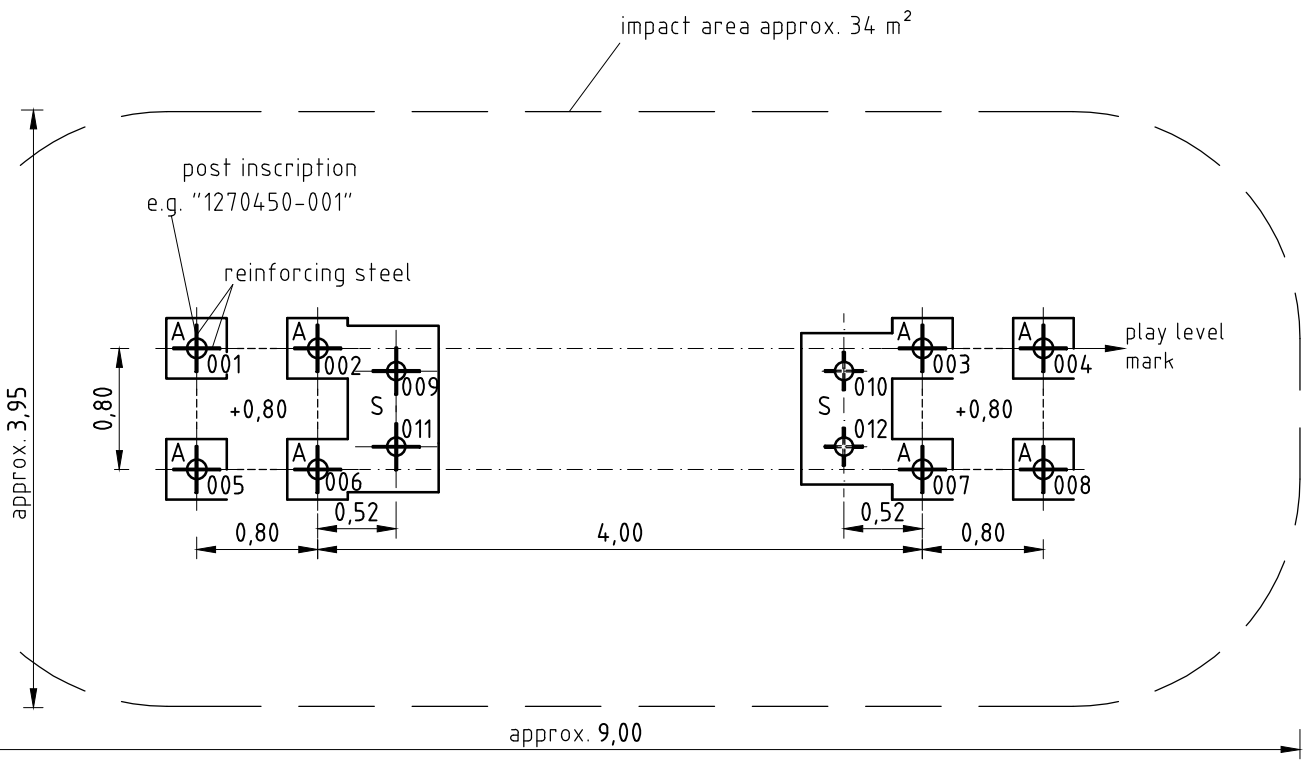 impact area approx. 34 m²
post inscription
e.g. "1270450-001"
reinforcing steel
A
001
A
002
009
S
011
+0,80
A
005
A
006
010
S
012
A
003
A
004
+0,80
A
007
A
008
play level
mark
0,80
approx. 3,95
0,52
0,80
4,00
0,52
0,80
approx. 9,00